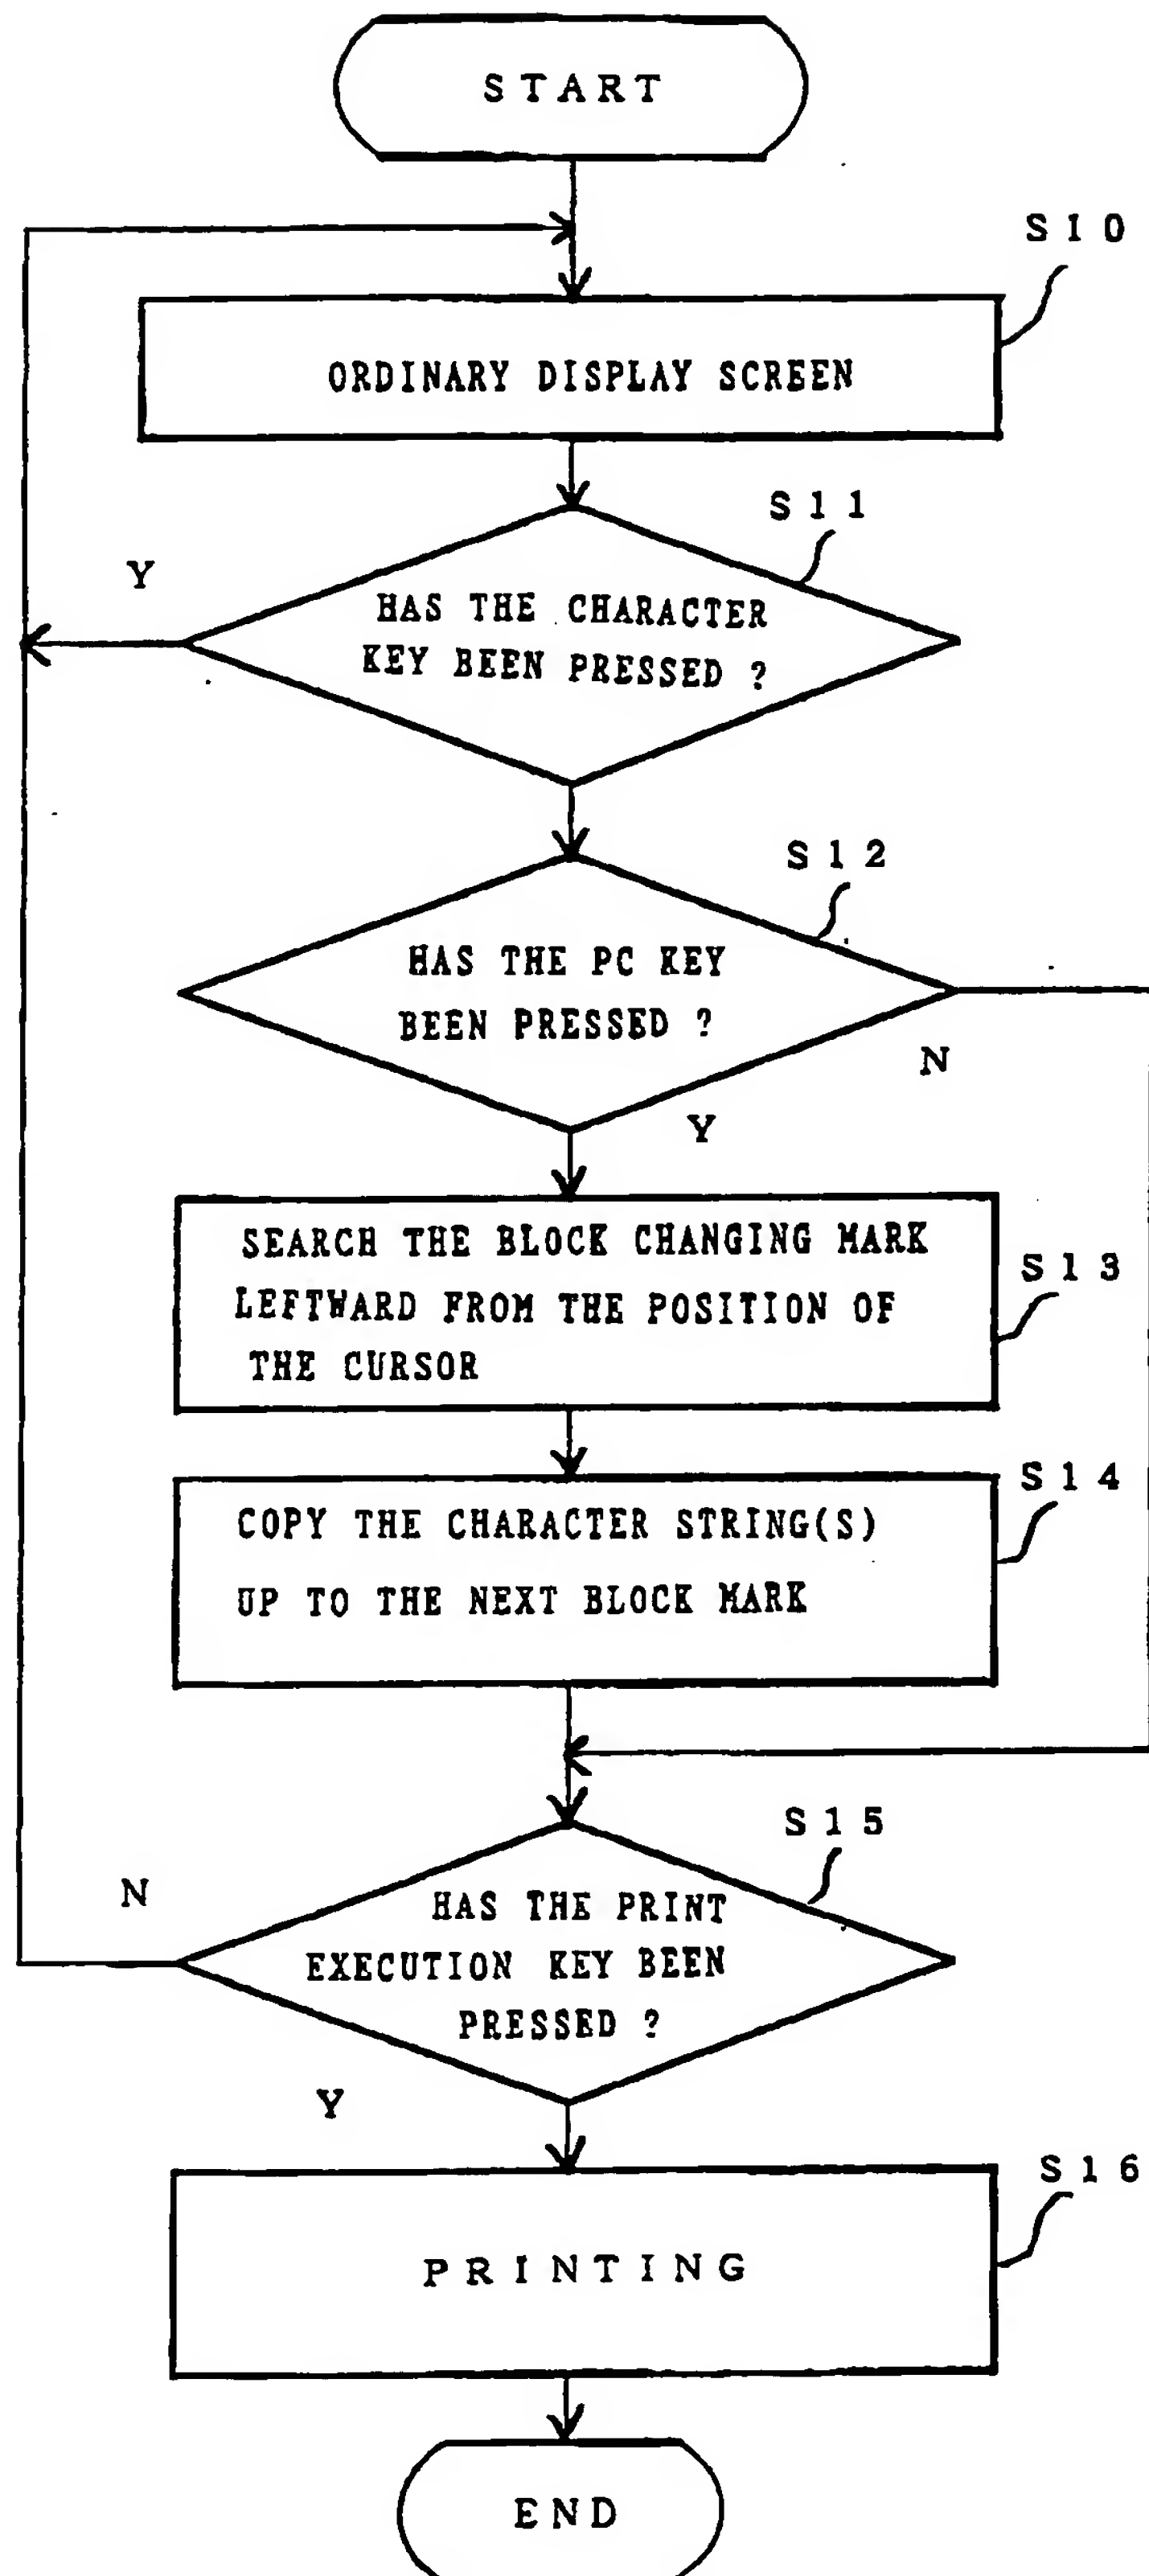 START
S10
ORDINARY DISPLAY SCREEN
S11
Y
HAS THE CHARACTER
KEY BEEN PRESSED ?
S12
HAS THE PC KEY
BEEN PRESSED ?
N
Y
SEARCH THE BLOCK CHANGING MARK
S13
LEFTWARD FROM THE POSITION OF
THE CURSOR
S14
COPY THE CHARACTER STRING(S)
UP TO THE NEXT BLOCK MARK
S15
N
HAS THE PRINT
EXECUTION KEY BEEN
PRESSED ?
Y
S16
PRINTING
END